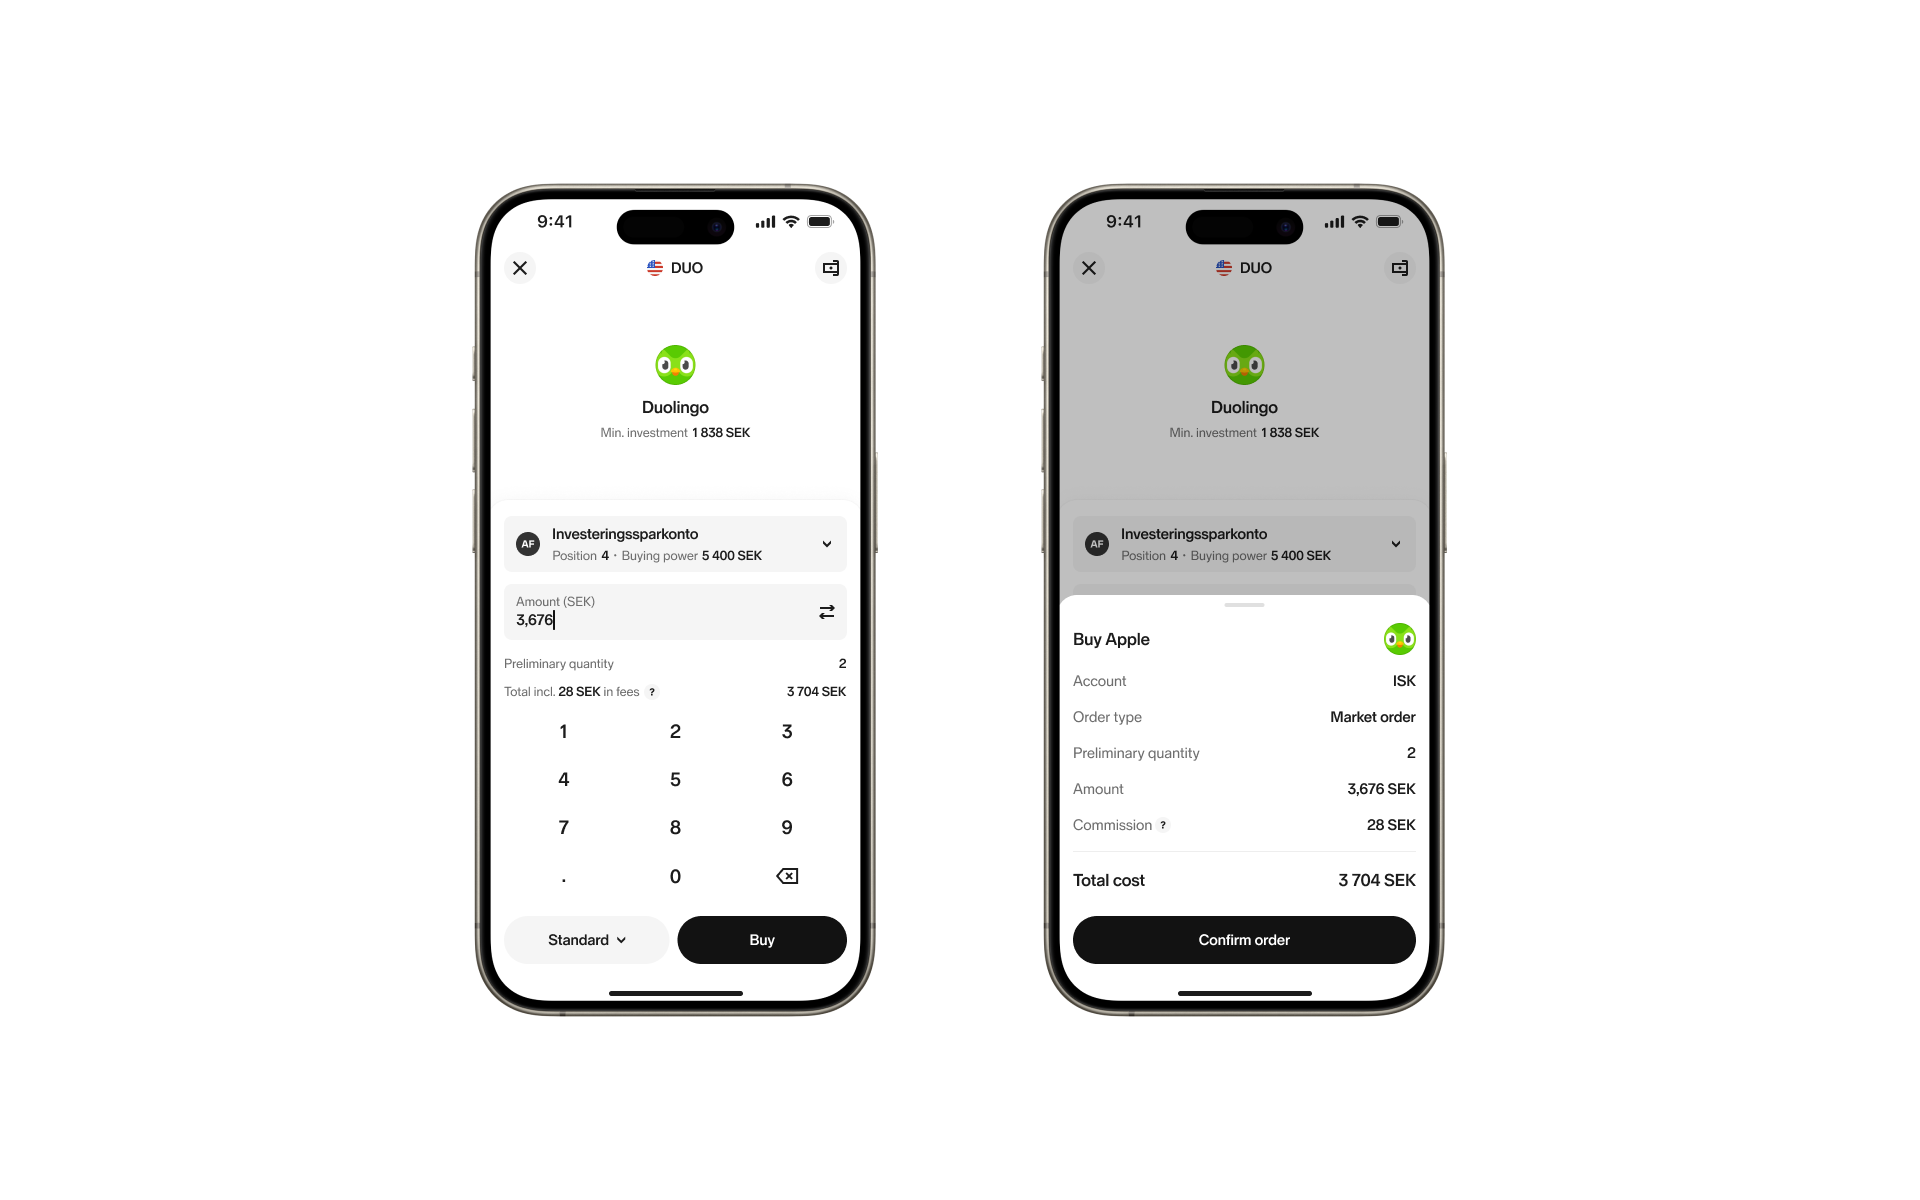 9:41
DUO
Duolingo
Min. investment 1 838 SEK
AF
Investeringssparkonto
Position 4 · Buying power 5 400 SEK
Amount (SEK)
3,676
Preliminary quantity 2
Total incl. 28 SEK in fees ? 3 704 SEK
1 2 3
4 5 6
7 8 9
. 0
Standard Buy
9:41
DUO
Duolingo
Min. investment 1 838 SEK
AF
Investeringssparkonto
Position 4 · Buying power 5 400 SEK
Buy Apple
Account ISK
Order type Market order
Preliminary quantity 2
Amount 3,676 SEK
Commission ? 28 SEK
Total cost 3 704 SEK
Confirm order